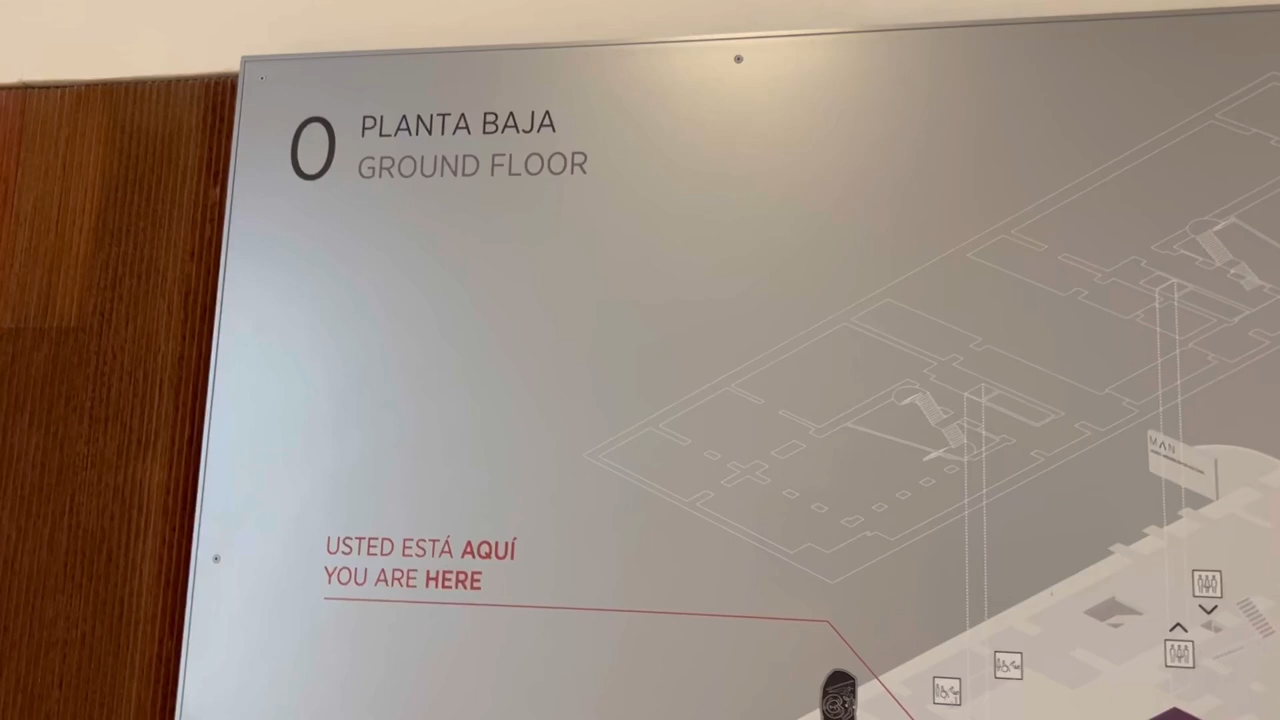 0
PLANTA BAJA
GROUND FLOOR
MAN
USTED ESTÁ AQUÍ
YOU ARE HERE